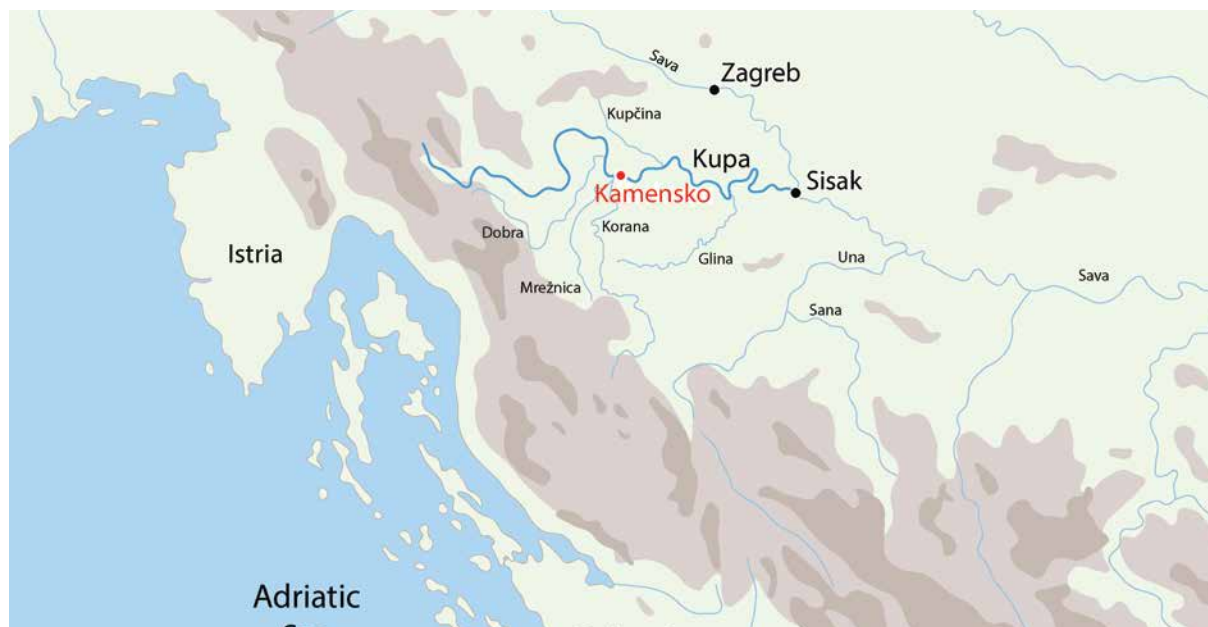 Sava
Zagreb
Kupčina
Kupa
Sisak
Kamensko
Dobra
Korana
Istria
Glina
Una
Sava
Mrežnica
Sana
Adriatic